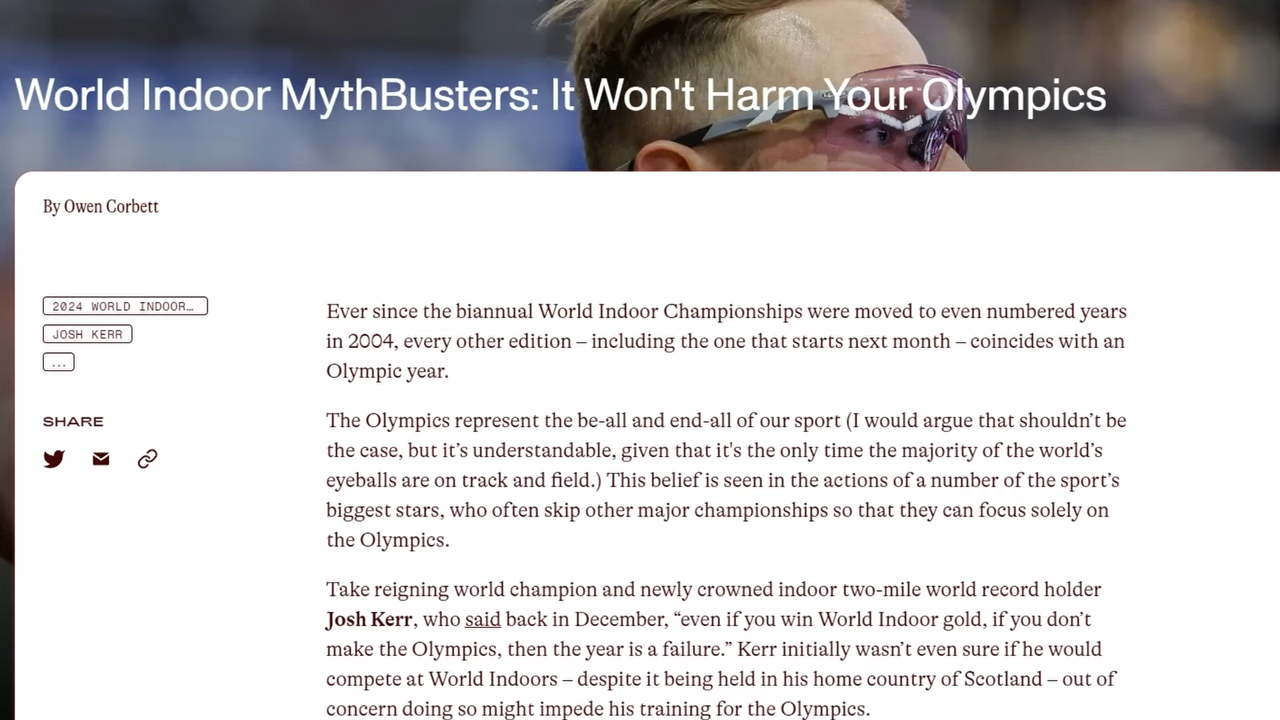 World Indoor MythBusters: It Won't Harm Your Olympics
By Owen Corbett
2024 WORLD INDOOR…
JOSH KERR
...
SHARE
Ever since the biannual World Indoor Championships were moved to even numbered years
in 2004, every other edition – including the one that starts next month – coincides with an
Olympic year.
The Olympics represent the be-all and end-all of our sport (I would argue that shouldn’t be
the case, but it’s understandable, given that it's the only time the majority of the world’s
eyeballs are on track and field.) This belief is seen in the actions of a number of the sport’s
biggest stars, who often skip other major championships so that they can focus solely on
the Olympics.
Take reigning world champion and newly crowned indoor two-mile world record holder
Josh Kerr, who said back in December, “even if you win World Indoor gold, if you don’t
make the Olympics, then the year is a failure.” Kerr initially wasn’t even sure if he would
compete at World Indoors – despite it being held in his home country of Scotland – out of
concern doing so might impede his training for the Olympics.